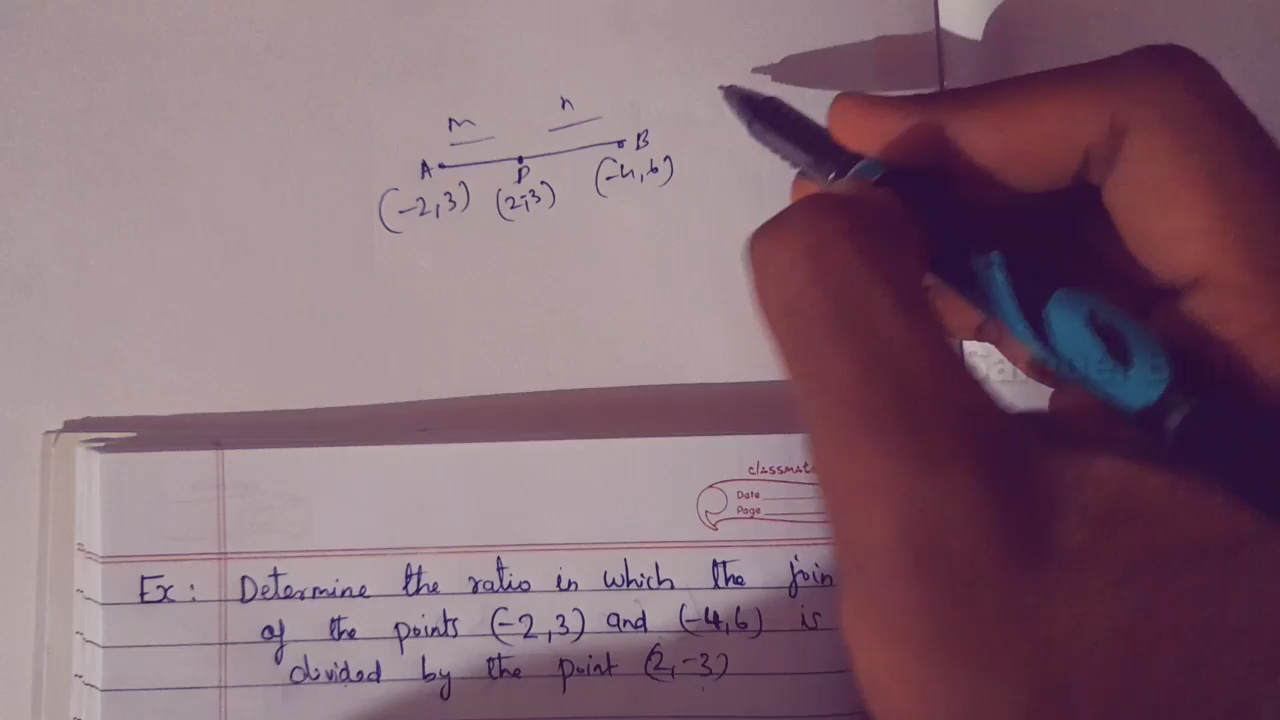 m n
A P B
(-2,3) (2,-3) (-4,6)
classmat
Date
Page
Ex: Determine the ratio in which the join
of the points (-2,3) and (-4,6) is
divided by the point (2,-3)